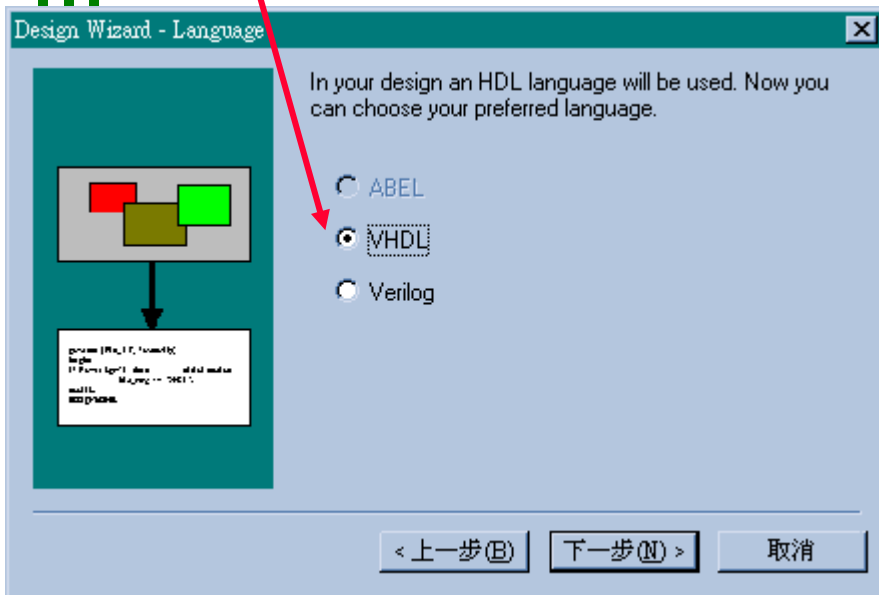 Design Wizard - Language
In your design an HDL language will be used. Now you
can choose your preferred language.
ABEL
VHDL
Verilog
<上一步(B)
下一步(N) >
取消